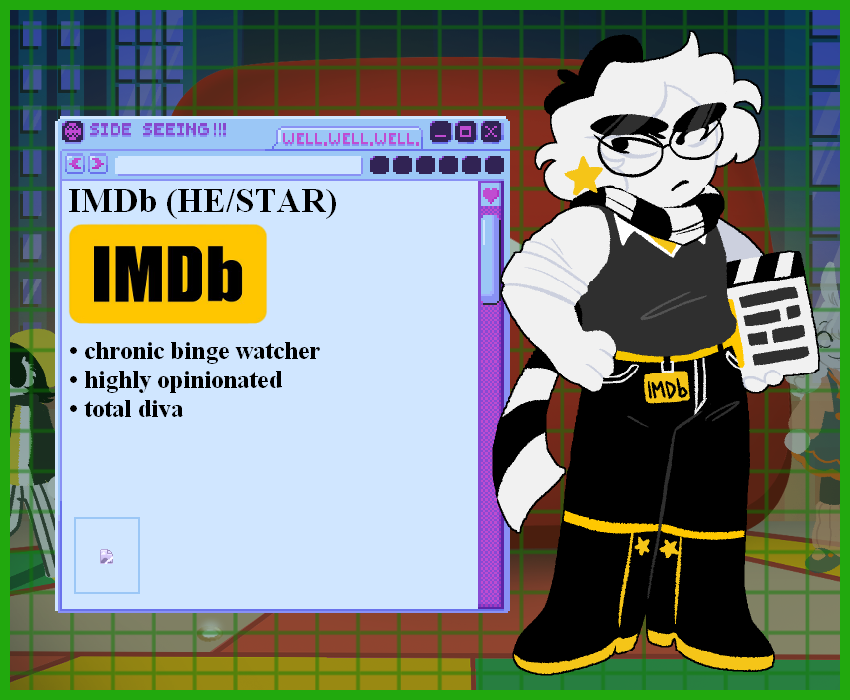 SIDE SEEING!!!
WELL.WELL.WELL.
IMDb (HE/STAR)
IMDb
• chronic binge watcher
• highly opinionated
• total diva
IMDb